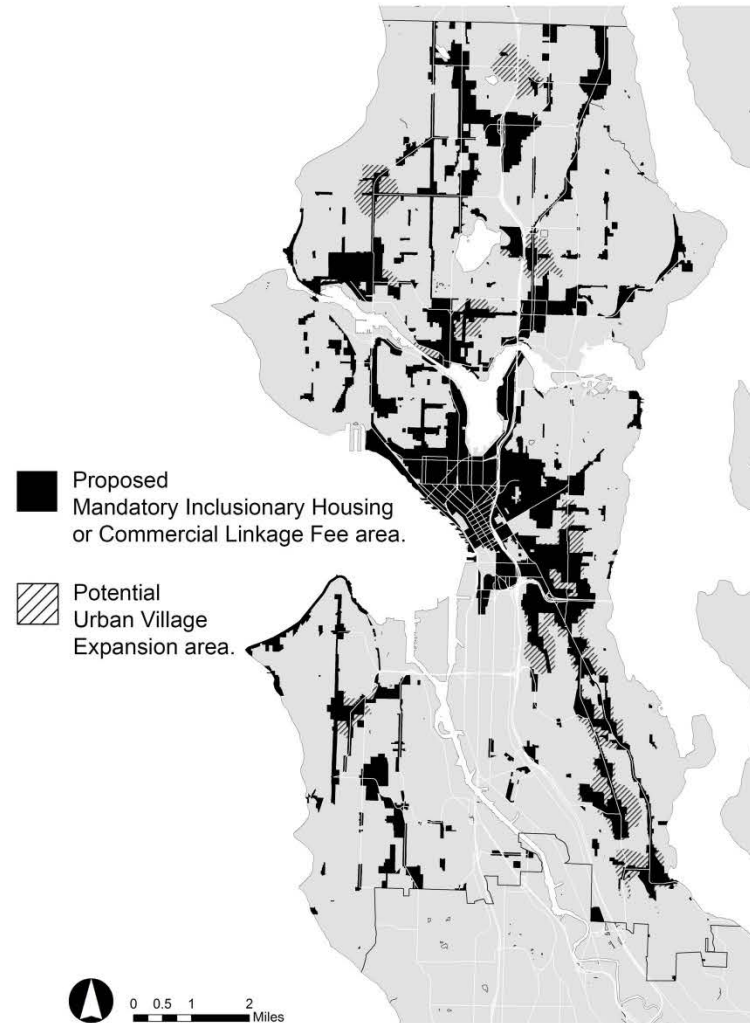 Proposed
Mandatory Inclusionary Housing
or Commercial Linkage Fee area.
Potential
Urban Village
Expansion area.
0 0.5 1 2
Miles